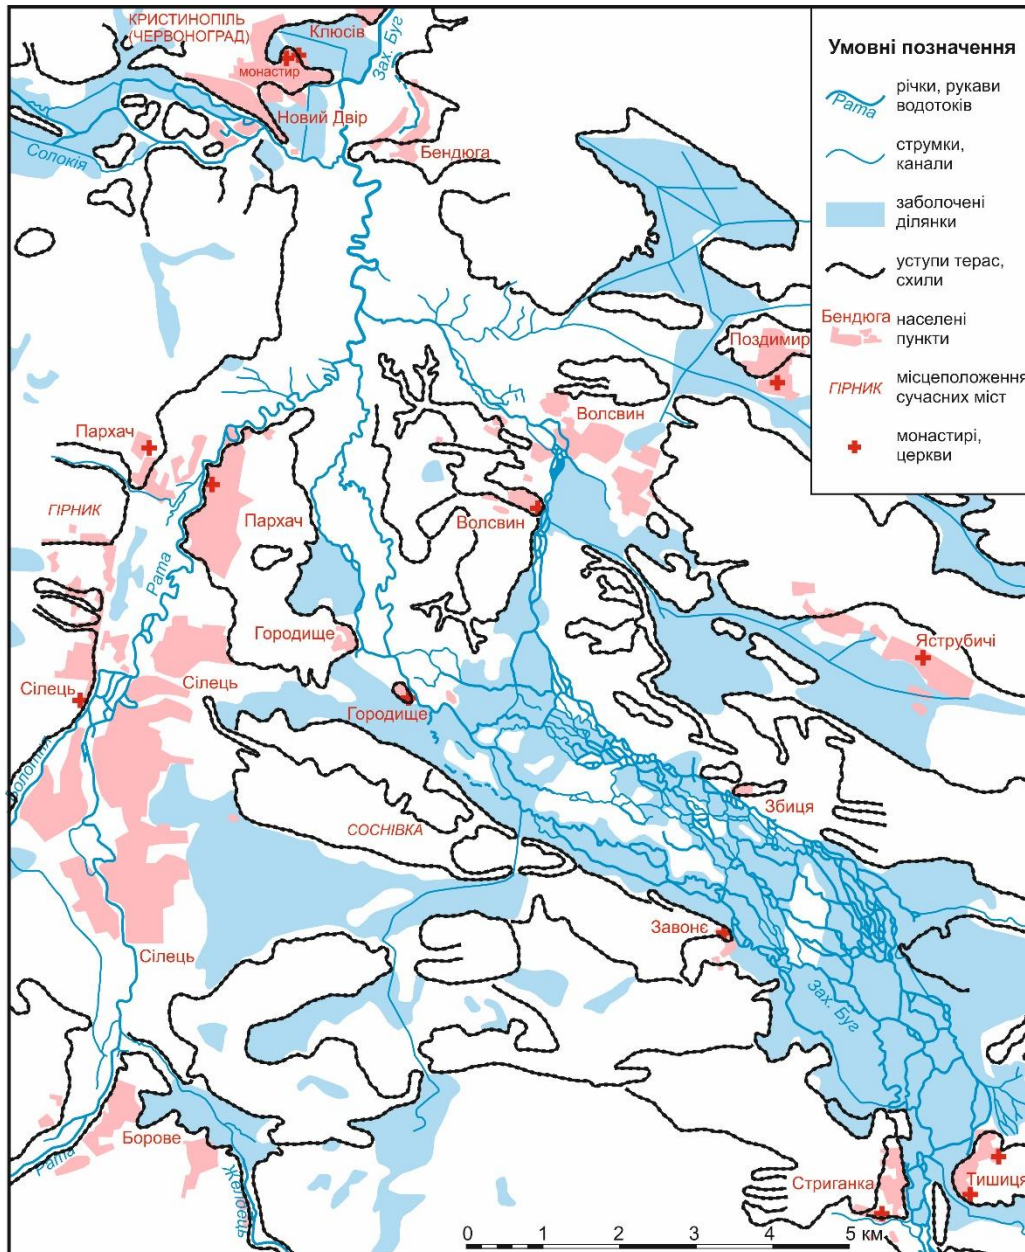 КРИСТИНОПІЛЬ
(ЧЕРВОНОГРАД)
Клюсів
Зах. Буг
монастир
Новий Двір
Солокія
Бендюга
Умовні позначення
Рата
річки, рукави
водотоків
струмки,
канали
заболочені
ділянки
уступи терас,
схили
Бендюга
населені
пункти
ГІРНИК
місцеположення
сучасних міст
монастирі,
церкви
Поздимир
Волсвин
Пархач
ГІРНИК
Пархач
Волсвин
Рата
Городище
Яструбичі
Сілець
Сілець
Городище
Болотня
Збиця
СОСНІВКА
Завонє
Сілець
Зах. Буг
Борове
Рата
Желдець
Стриганка
Тишиця
0 1 2 3 4 5 км